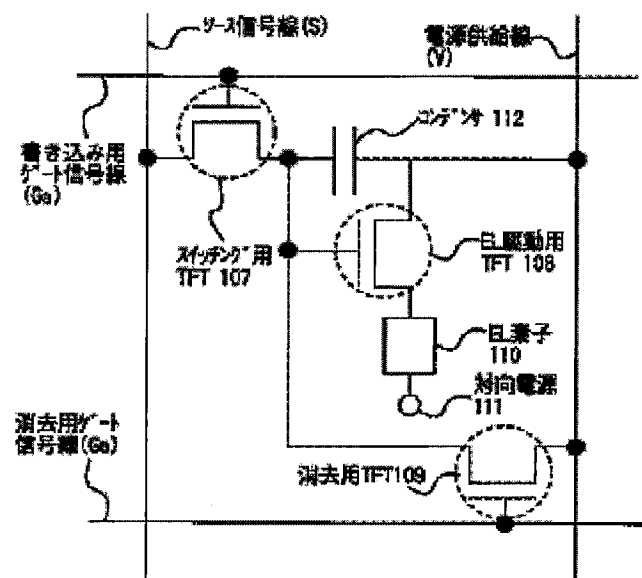 ソース信号線(S)
電源供給線
(V)
コンデンサ 112
書き込み用
ゲート信号線
(Ga)
スイッチング用
TFT 107
EL駆動用
TFT 108
EL素子
110
対向電源
111
消去用ゲート
信号線(Ge)
消去用TFT109